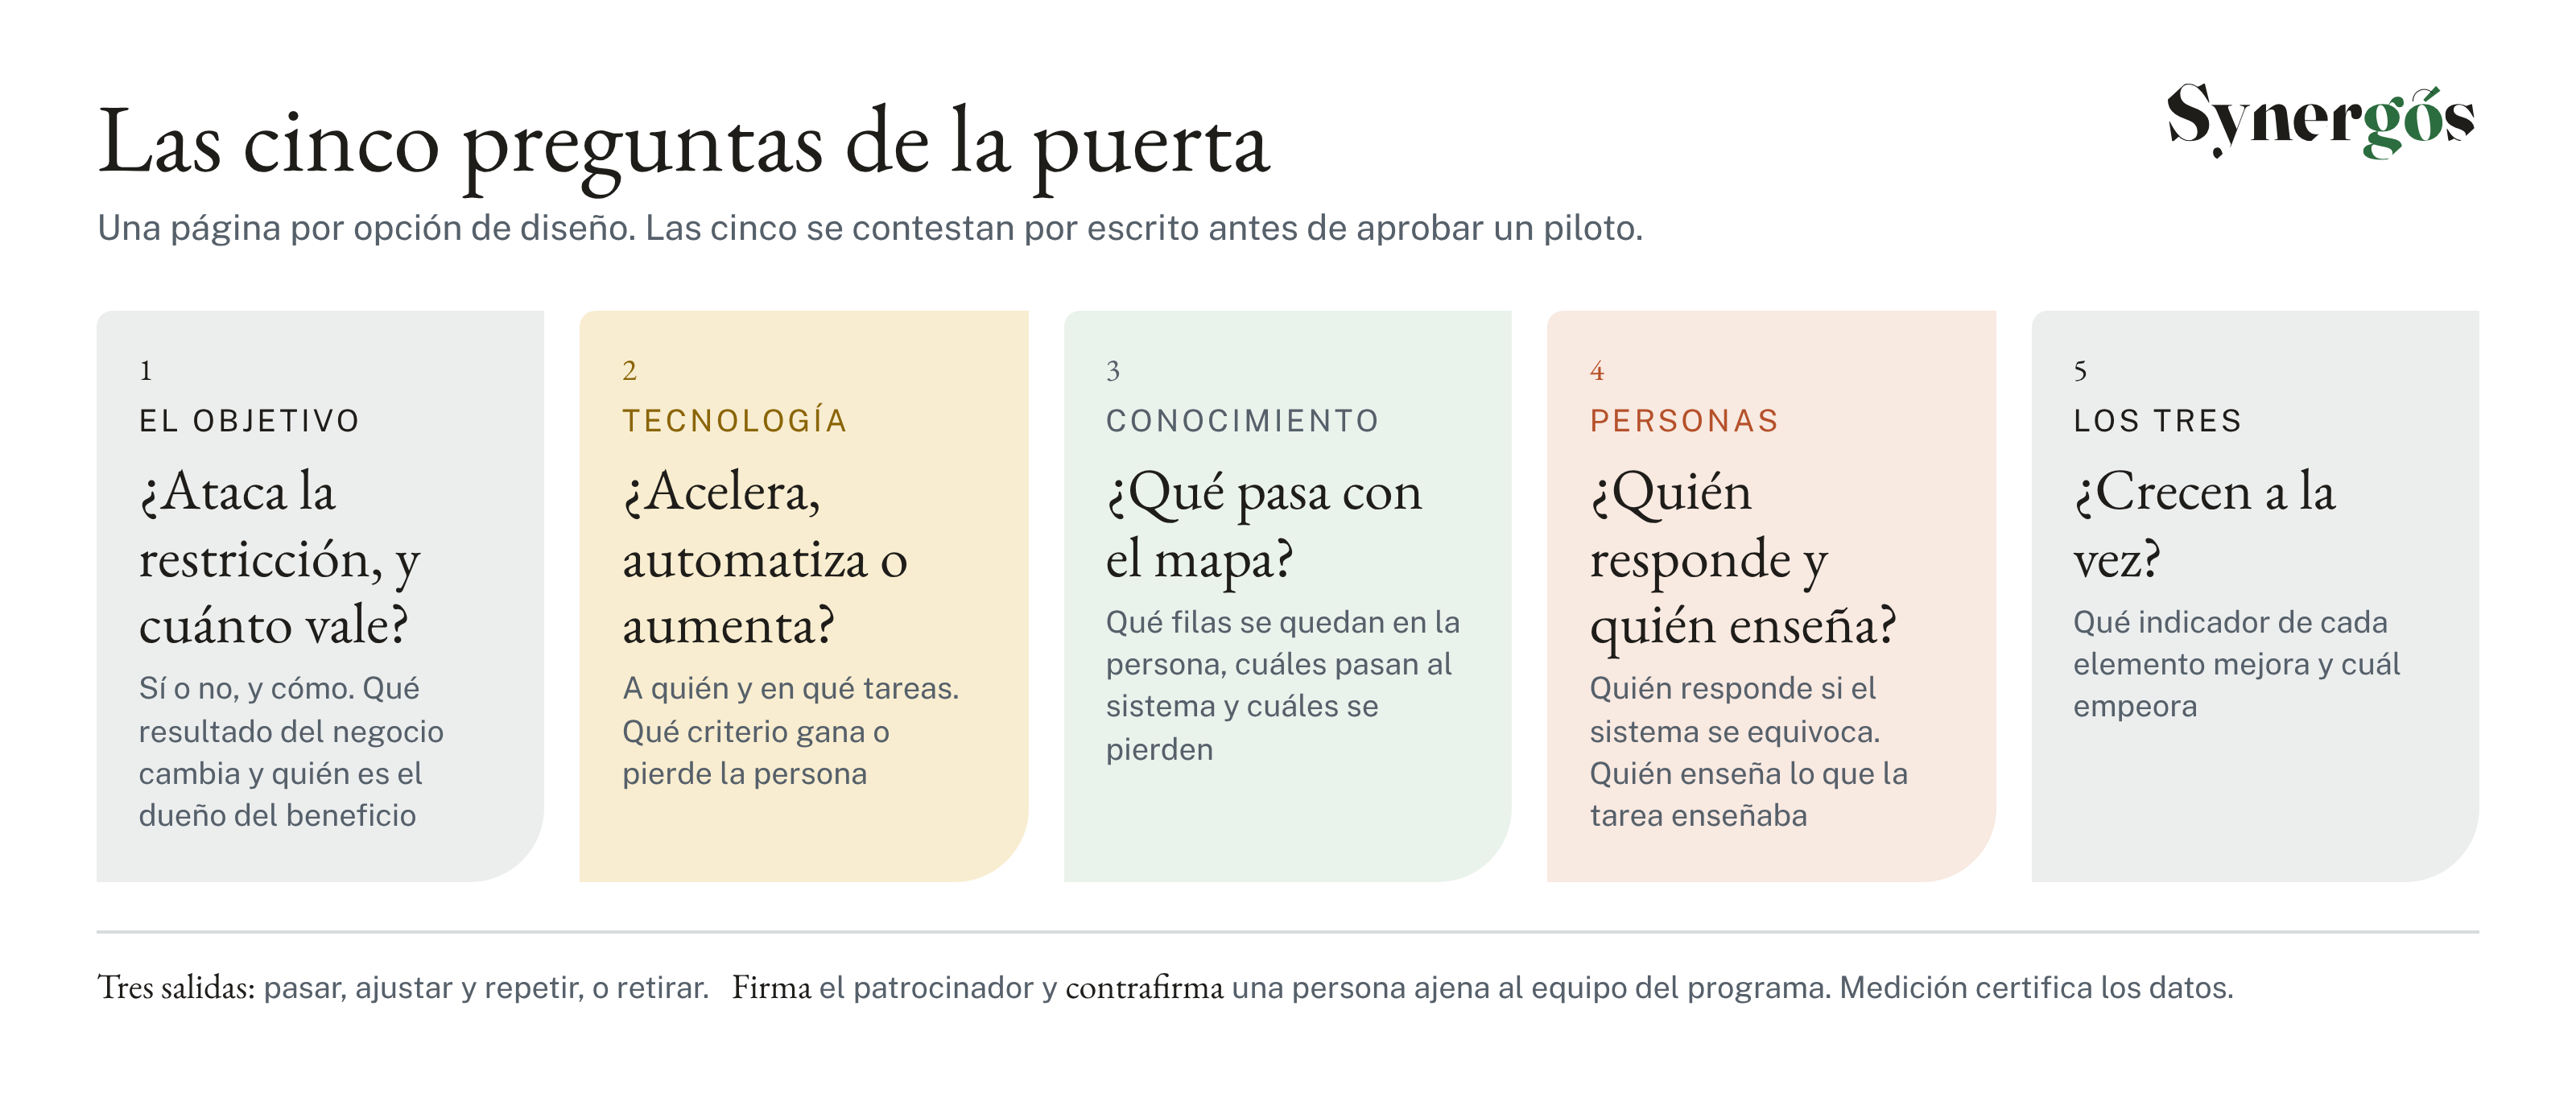 Las cinco preguntas de la puerta
Synergós
Una página por opción de diseño. Las cinco se contestan por escrito antes de aprobar un piloto.
1
EL OBJETIVO
¿Ataca la
restricción, y
cuánto vale?
Sí o no, y cómo. Qué
resultado del negocio
cambia y quién es el
dueño del beneficio
2
TECNOLOGÍA
¿Acelera,
automatiza o
aumenta?
A quién y en qué tareas.
Qué criterio gana o
pierde la persona
3
CONOCIMIENTO
¿Qué pasa con
el mapa?
Qué filas se quedan en la
persona, cuáles pasan al
sistema y cuáles se
pierden
4
PERSONAS
¿Quién
responde y
quién enseña?
Quién responde si el
sistema se equivoca.
Quién enseña lo que la
tarea enseñaba
5
LOS TRES
¿Crecen a la
vez?
Qué indicador de cada
elemento mejora y cuál
empeora
Tres salidas: pasar, ajustar y repetir, o retirar. Firma el patrocinador y contrafirma una persona ajena al equipo del programa. Medición certifica los datos.